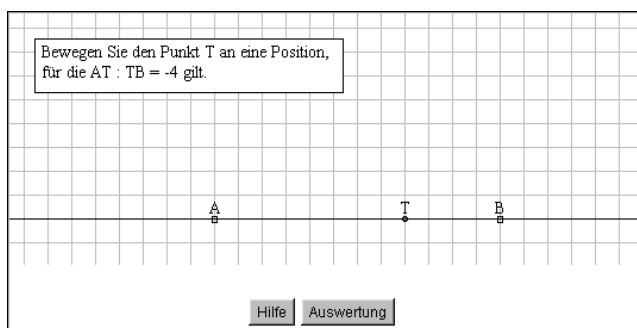 Bewegen Sie den Punkt T an eine Position,
für die AT : TB = -4 gilt.
A T B
Hilfe Auswertung